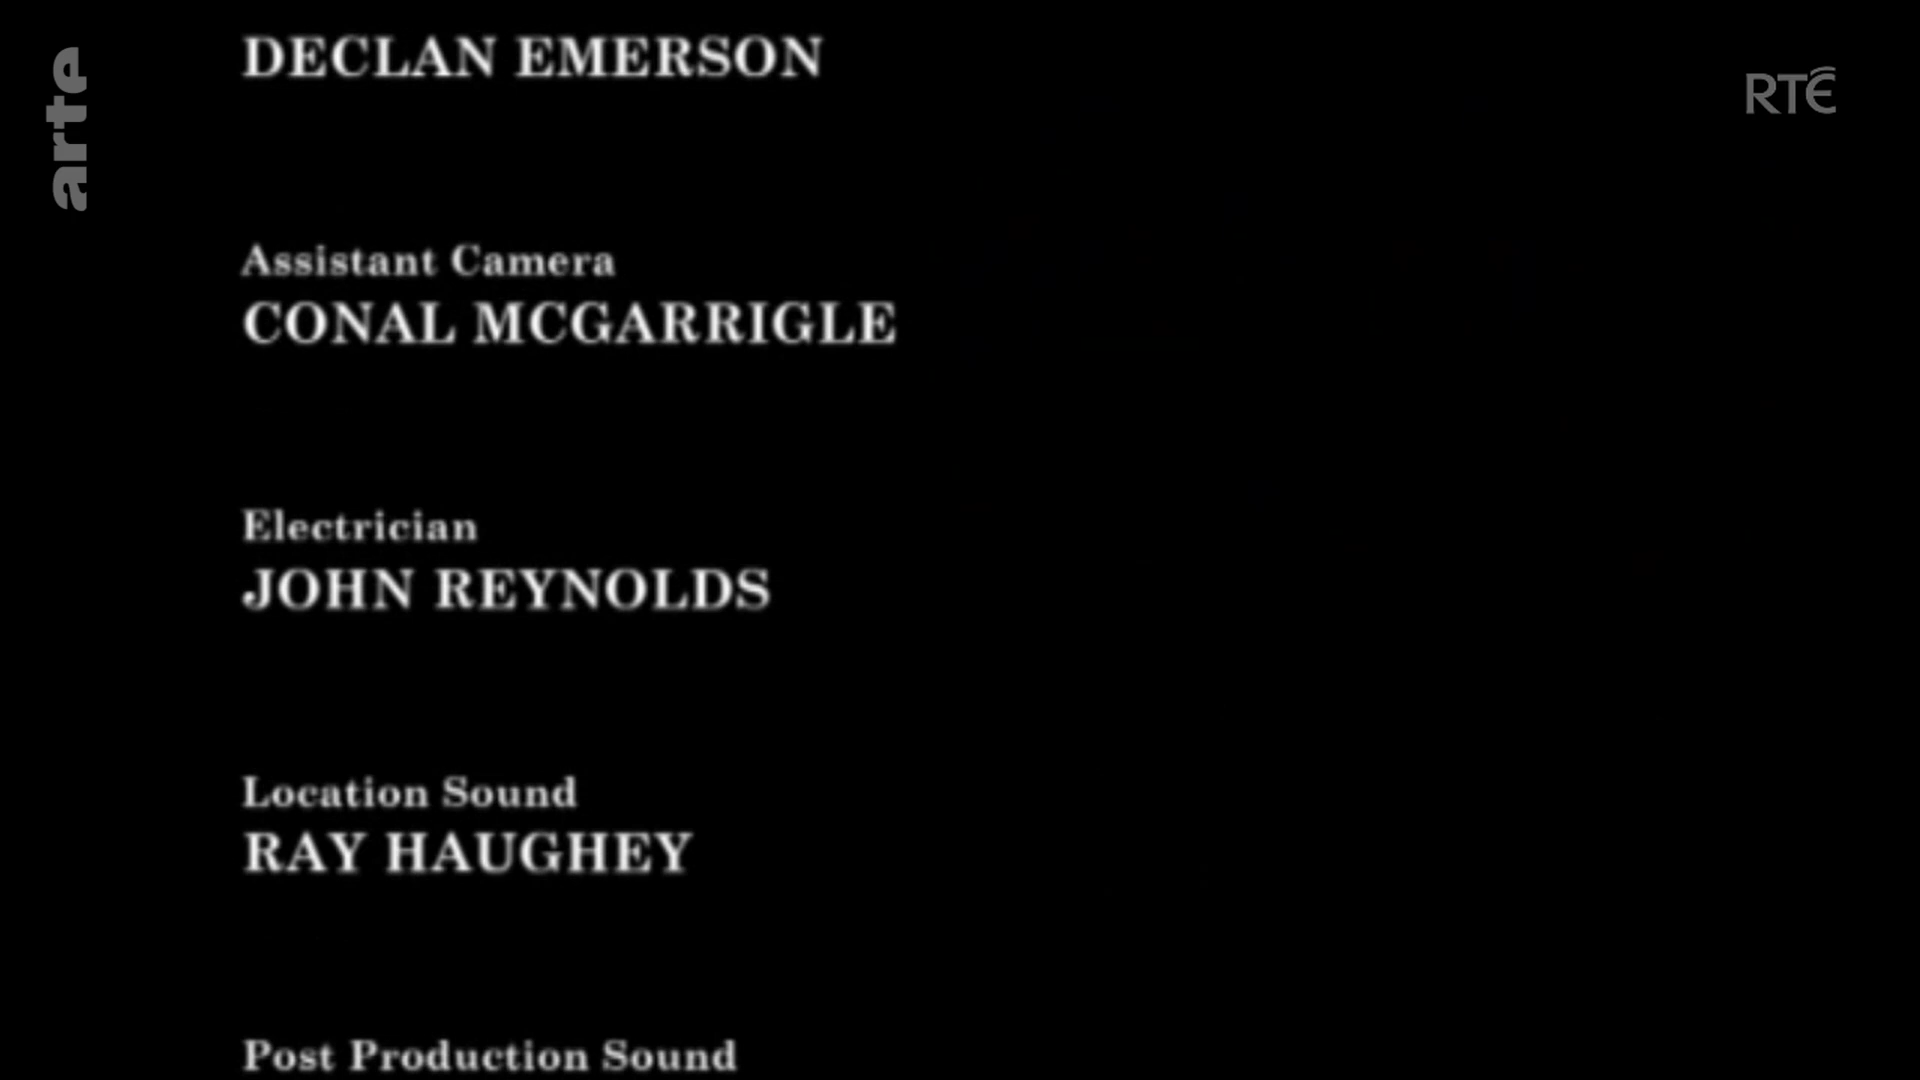 DECLAN EMERSON
arte
RTÉ
Assistant Camera
CONAL MCGARRIGLE
Electrician
JOHN REYNOLDS
Location Sound
RAY HAUGHEY
Post Production Sound